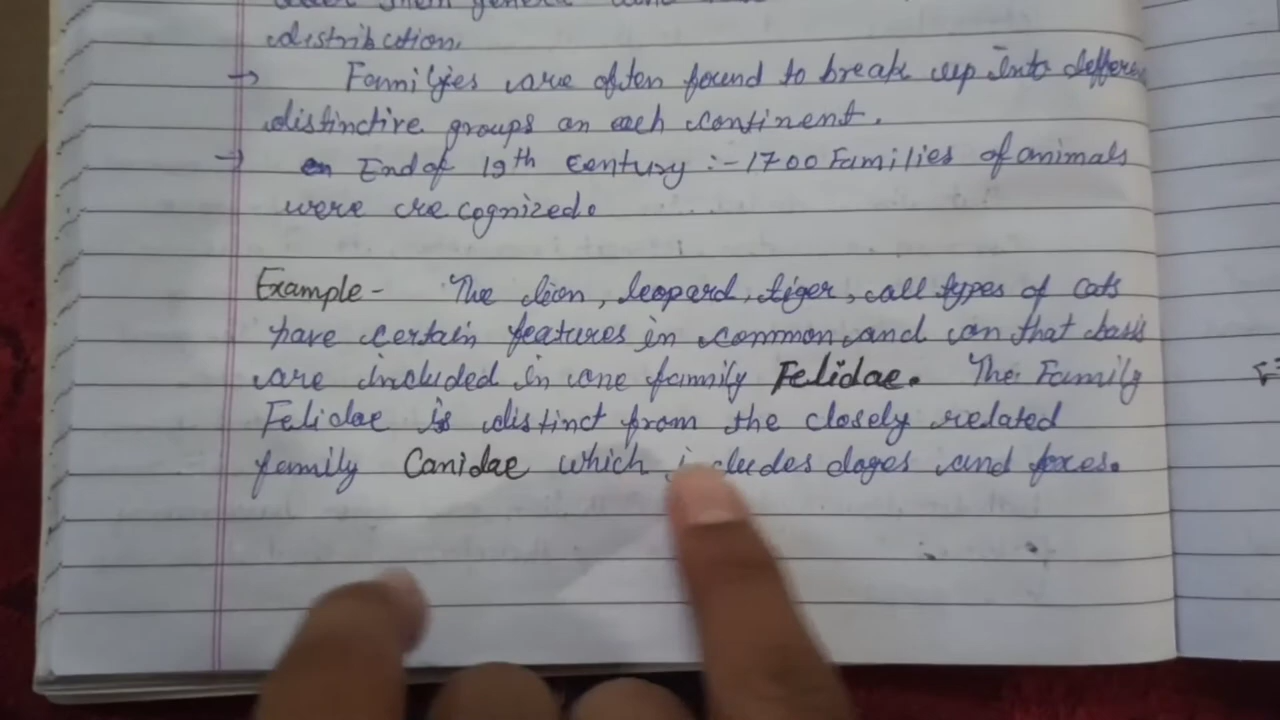 distribution.
→ Families are often found to break up into
distinctive groups on each continent.
→ End of 19th century :- 1700 Families of animals
were recognized.
Example - The lion, leopard, tiger, all types of cats
have certain features in common and on that basis
are included in one family Felidae. The Family
Felidae is distinct from the closely related
family Canidae which includes doges and foxes.